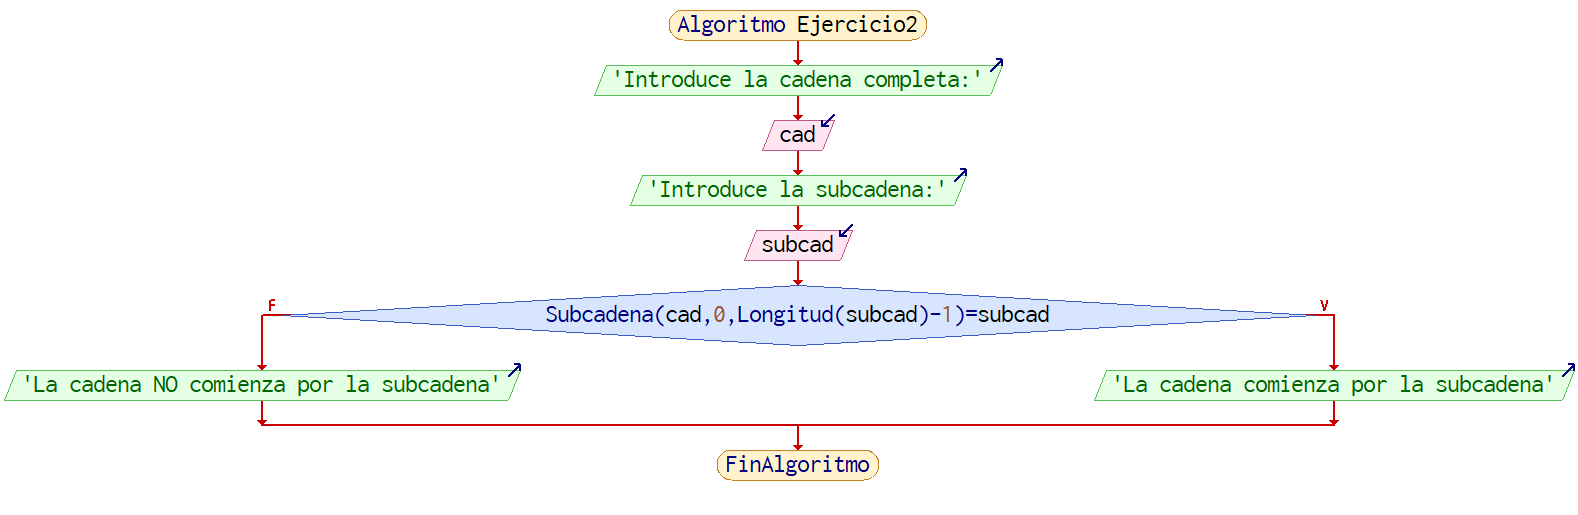 Algoritmo Ejercicio2
'Introduce la cadena completa:'
cad
'Introduce la subcadena:'
subcad
F
Subcadena(cad,0,Longitud(subcad)-1)=subcad
V
'La cadena NO comienza por la subcadena'
'La cadena comienza por la subcadena'
FinAlgoritmo